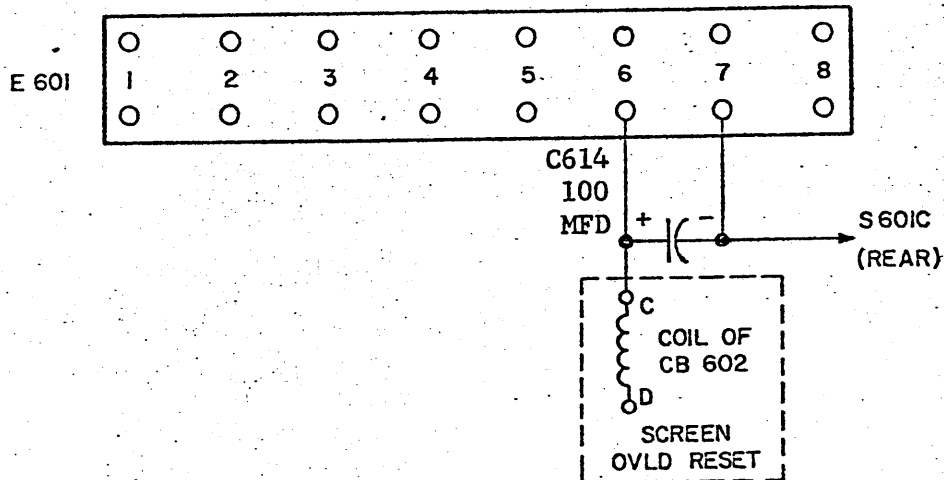 E 601
1 2 3 4 5 6 7 8
C614
100
MFD + -
S 601C
(REAR)
C
COIL OF
CB 602
D
SCREEN
OVLD RESET